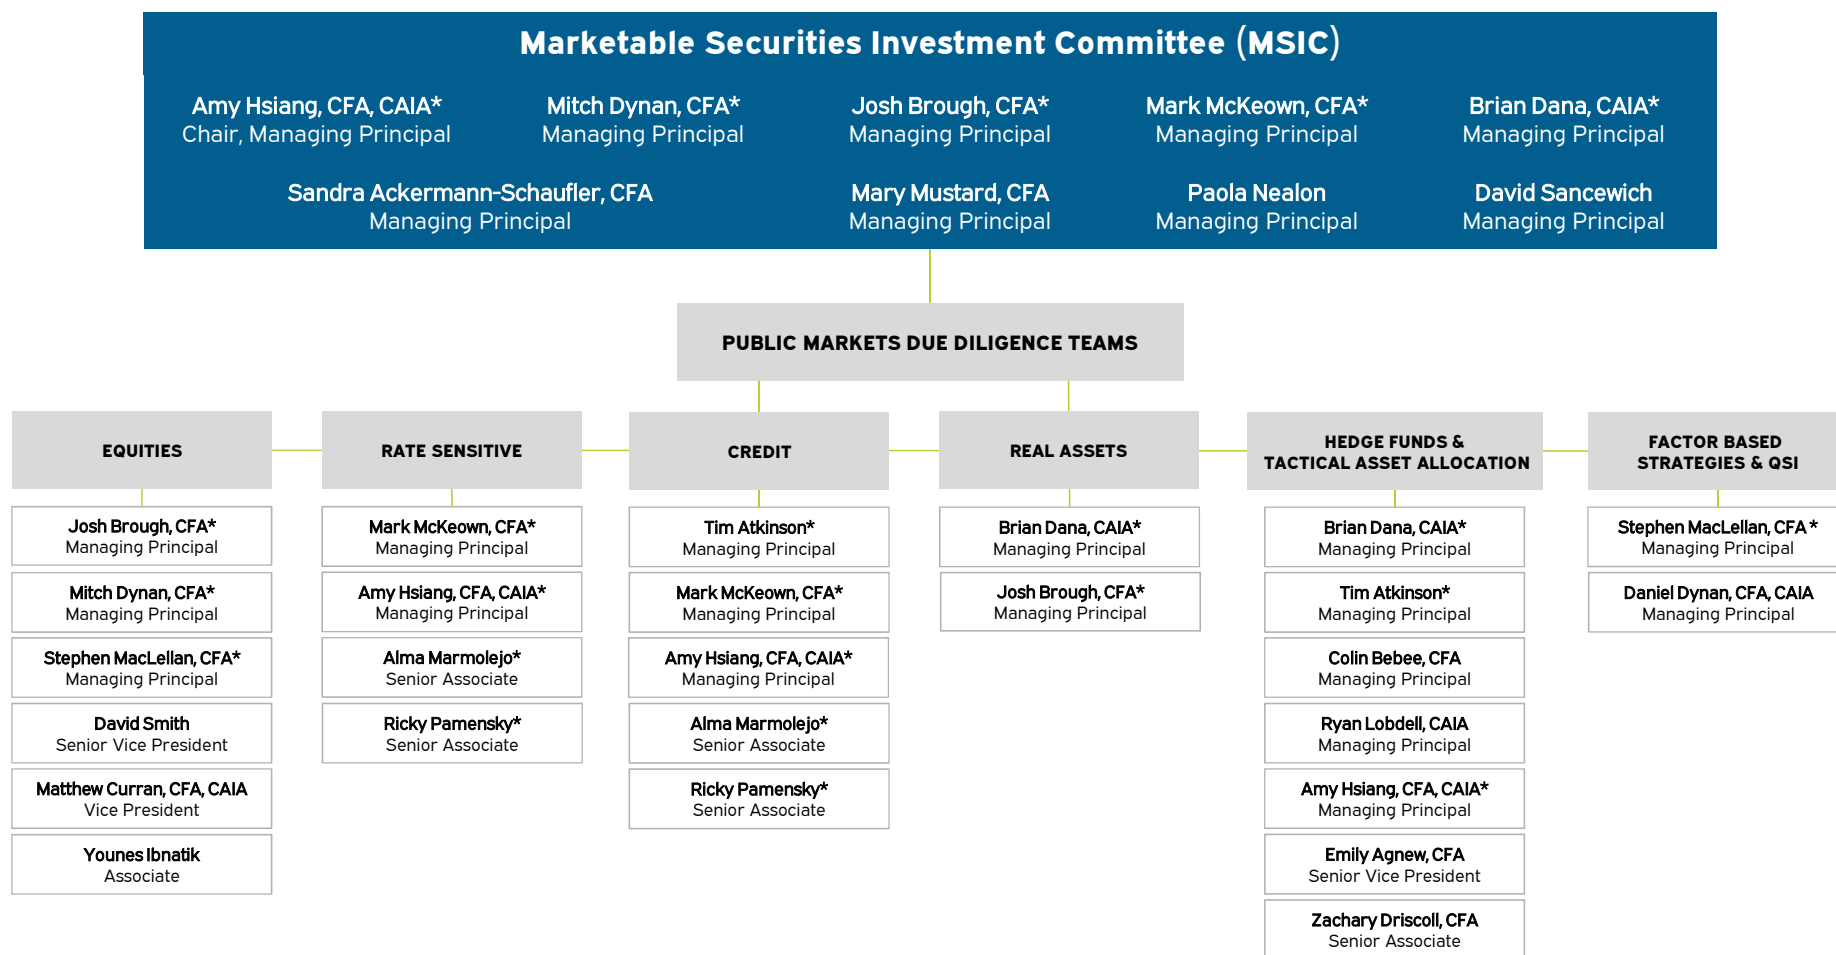 Marketable Securities Investment Committee (MSIC)
Amy Hsiang, CFA, CAIA*
Chair, Managing Principal
Mitch Dynan, CFA*
Managing Principal
Josh Brough, CFA*
Managing Principal
Mark McKeown, CFA*
Managing Principal
Brian Dana, CAIA*
Managing Principal
Sandra Ackermann-Schaufler, CFA
Managing Principal
Mary Mustard, CFA
Managing Principal
Paola Nealon
Managing Principal
David Sancewich
Managing Principal
PUBLIC MARKETS DUE DILIGENCE TEAMS
EQUITIES
Josh Brough, CFA*
Managing Principal
Mitch Dynan, CFA*
Managing Principal
Stephen MacLellan, CFA*
Managing Principal
David Smith
Senior Vice President
Matthew Curran, CFA, CAIA
Vice President
Younes Ibnatik
Associate
RATE SENSITIVE
Mark McKeown, CFA*
Managing Principal
Amy Hsiang, CFA, CAIA*
Managing Principal
Alma Marmolejo*
Senior Associate
Ricky Pamensky*
Senior Associate
CREDIT
Tim Atkinson*
Managing Principal
Mark McKeown, CFA*
Managing Principal
Amy Hsiang, CFA, CAIA*
Managing Principal
Alma Marmolejo*
Senior Associate
Ricky Pamensky*
Senior Associate
REAL ASSETS
Brian Dana, CAIA*
Managing Principal
Josh Brough, CFA*
Managing Principal
HEDGE FUNDS &
TACTICAL ASSET ALLOCATION
Brian Dana, CAIA*
Managing Principal
Tim Atkinson*
Managing Principal
Colin Bebee, CFA
Managing Principal
Ryan Lobdell, CAIA
Managing Principal
Amy Hsiang, CFA, CAIA*
Managing Principal
Emily Agnew, CFA
Senior Vice President
Zachary Driscoll, CFA
Senior Associate
FACTOR BASED
STRATEGIES & QSI
Stephen MacLellan, CFA *
Managing Principal
Daniel Dynan, CFA, CAIA
Managing Principal